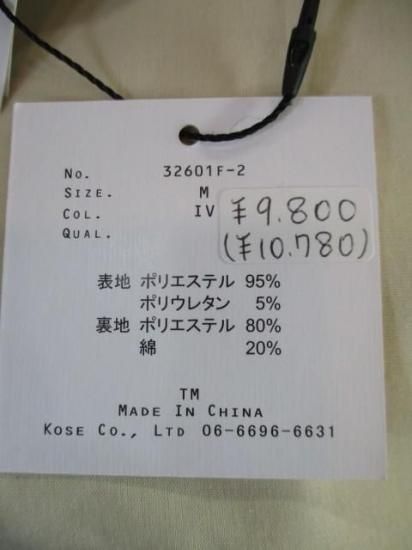 No. 32601F-2
SIZE. M
COL. IV
QUAL.
¥9.800
(¥10.780)
表地 ポリエステル 95%
ポリウレタン 5%
裏地 ポリエステル 80%
綿 20%
TM
MADE IN CHINA
KOSE CO., LTD 06-6696-6631